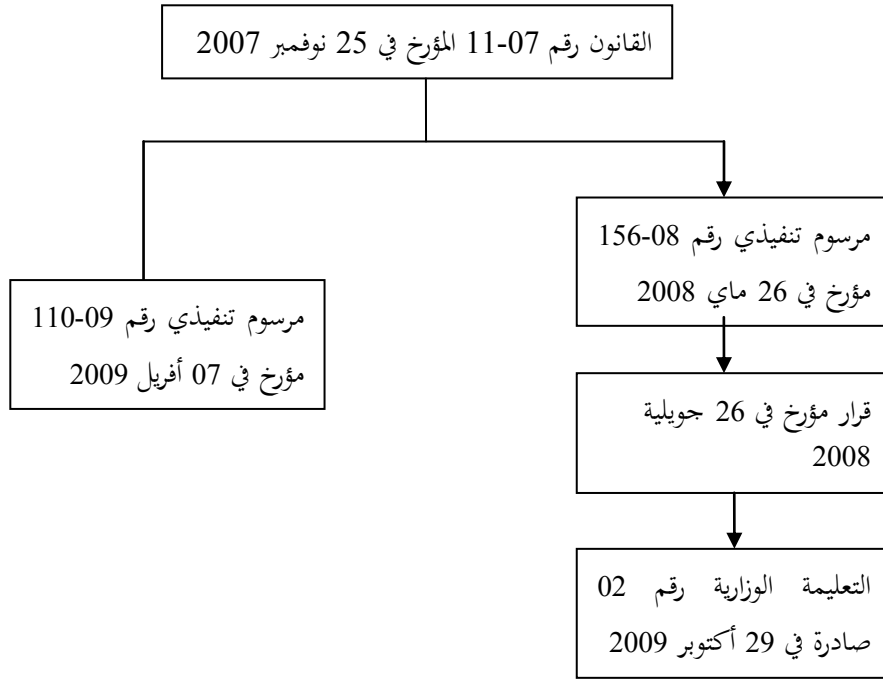 القانون رقم 07-11 المؤرخ في 25 نوفمبر 2007
مرسوم تنفيذي رقم 08-156
مؤرخ في 26 ماي 2008
مرسوم تنفيذي رقم 09-110
مؤرخ في 07 أفريل 2009
قرار مؤرخ في 26 جويلية
2008
التعليمة الوزارية رقم 02
صادرة في 29 أكتوبر 2009